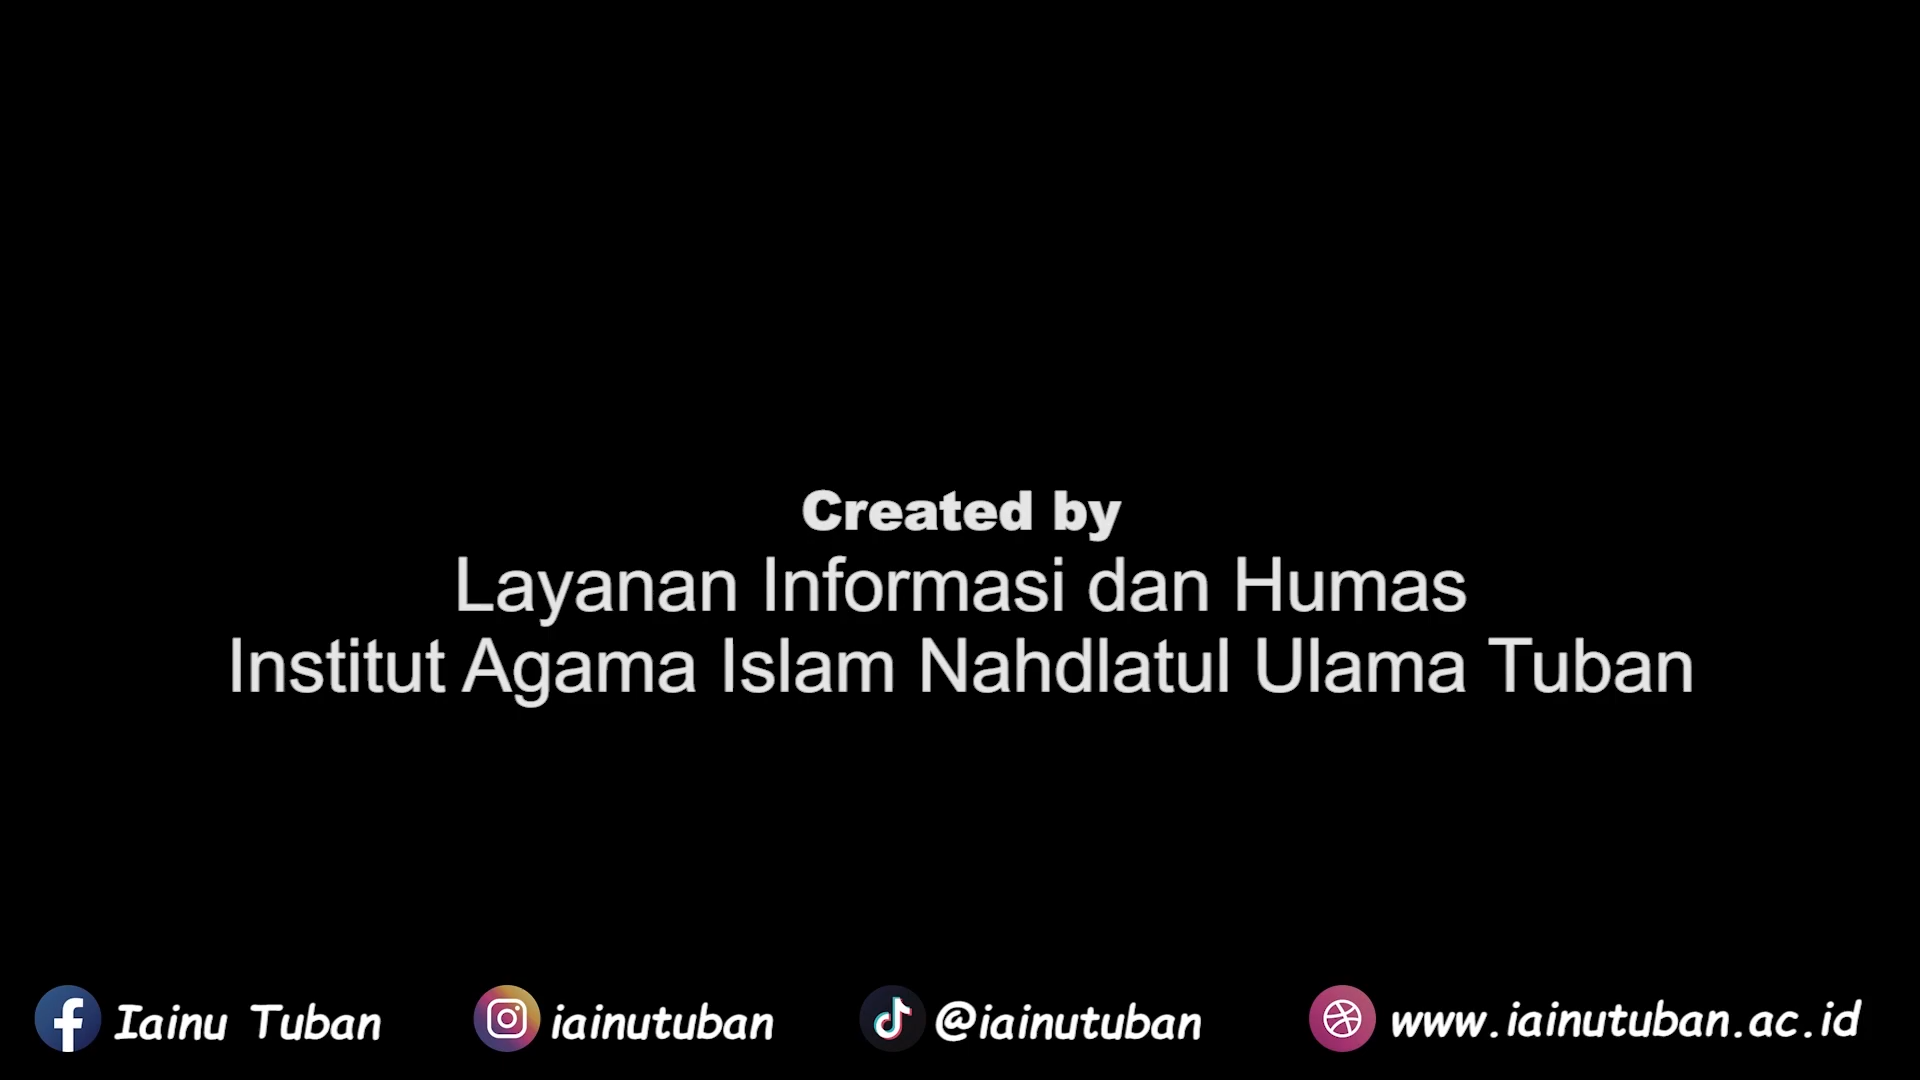 Created by
Layanan Informasi dan Humas
Institut Agama Islam Nahdlatul Ulama Tuban
Iainu Tuban
iainutuban
@iainutuban
www.iainutuban.ac.id